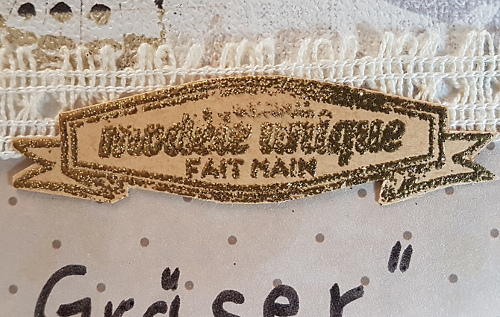 modèle unique
FAIT MAIN
Gräser"